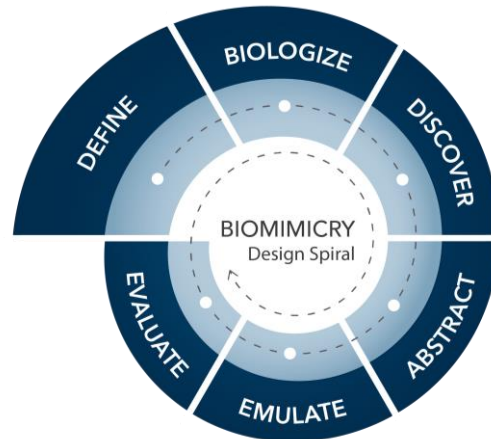 DEFINE
BIOLOGIZE
DISCOVER
ABSTRACT
EMULATE
EVALUATE
BIOMIMICRY
Design Spiral